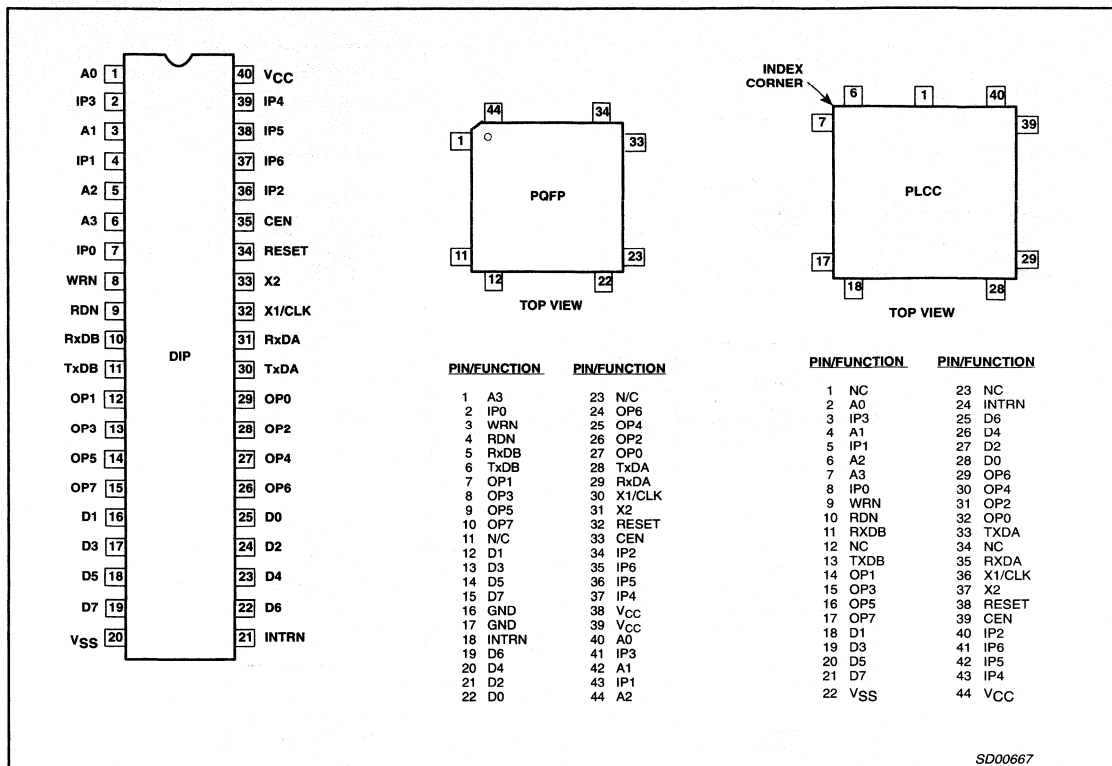 A0 1
IP3 2
A1 3
IP1 4
A2 5
A3 6
IP0 7
WRN 8
RDN 9
RxDB 10
TxDB 11
OP1 12
OP3 13
OP5 14
OP7 15
D1 16
D3 17
D5 18
D7 19
VSS 20
DIP
40 VCC
39 IP4
38 IP5
37 IP6
36 IP2
35 CEN
34 RESET
33 X2
32 X1/CLK
31 RxDA
30 TxDA
29 OP0
28 OP2
27 OP4
26 OP6
25 D0
24 D2
23 D4
22 D6
21 INTRN
44 34
1 33
PQFP
11 23
12 22
TOP VIEW
PIN/FUNCTION PIN/FUNCTION
1 A3 23 N/C
2 IP0 24 OP6
3 WRN 25 OP4
4 RDN 26 OP2
5 RxDB 27 OP0
6 TxDB 28 TxDA
7 OP1 29 RxDA
8 OP3 30 X1/CLK
9 OP5 31 X2
10 OP7 32 RESET
11 N/C 33 CEN
12 D1 34 IP2
13 D3 35 IP6
14 D5 36 IP5
15 D7 37 IP4
16 GND 38 VCC
17 GND 39 VCC
18 INTRN 40 A0
19 D6 41 IP3
20 D4 42 A1
21 D2 43 IP1
22 D0 44 A2
INDEX
CORNER
6 1 40
7 39
PLCC
17 29
18 28
TOP VIEW
PIN/FUNCTION PIN/FUNCTION
1 NC 23 NC
2 A0 24 INTRN
3 IP3 25 D6
4 A1 26 D4
5 IP1 27 D2
6 A2 28 D0
7 A3 29 OP6
8 IP0 30 OP4
9 WRN 31 OP2
10 RDN 32 OP0
11 RXDB 33 TXDA
12 NC 34 NC
13 TXDB 35 RXDA
14 OP1 36 X1/CLK
15 OP3 37 X2
16 OP5 38 RESET
17 OP7 39 CEN
18 D1 40 IP2
19 D3 41 IP6
20 D5 42 IP5
21 D7 43 IP4
22 VSS 44 VCC
SD00667